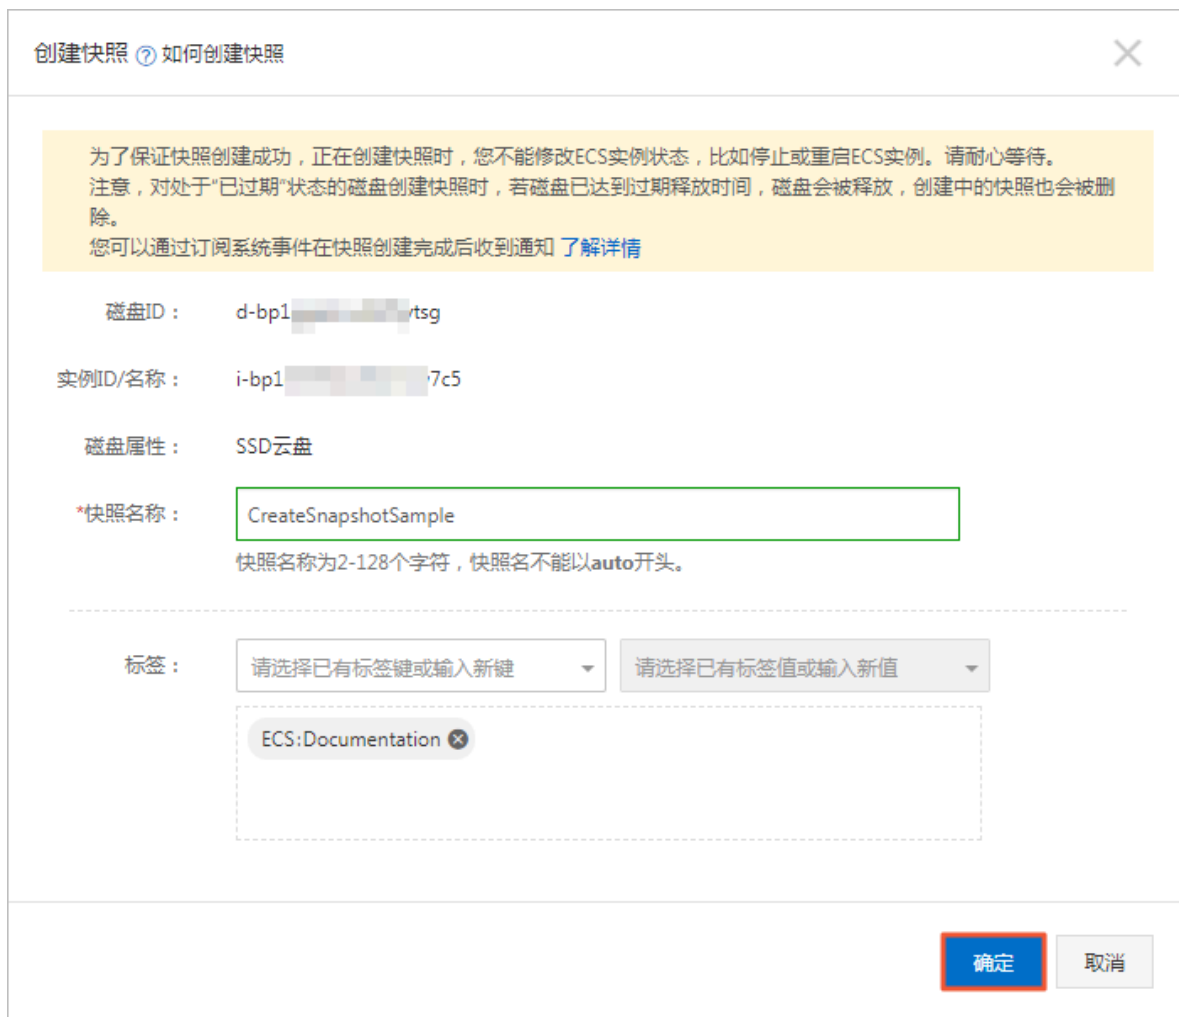 创建快照 ? 如何创建快照
为了保证快照创建成功，正在创建快照时，您不能修改ECS实例状态，比如停止或重启ECS实例。请耐心等待。
注意，对处于“已过期”状态的磁盘创建快照时，若磁盘已达到过期释放时间，磁盘会被释放，创建中的快照也会被删
除。
您可以通过订阅系统事件在快照创建完成后收到通知 了解详情
磁盘ID： d-bp1 tsg
实例ID/名称： i-bp1 7c5
磁盘属性： SSD云盘
*快照名称： CreateSnapshotSample
快照名称为2-128个字符，快照名不能以auto开头。
标签： 请选择已有标签键或输入新键 请选择已有标签值或输入新值
ECS:Documentation
确定 取消